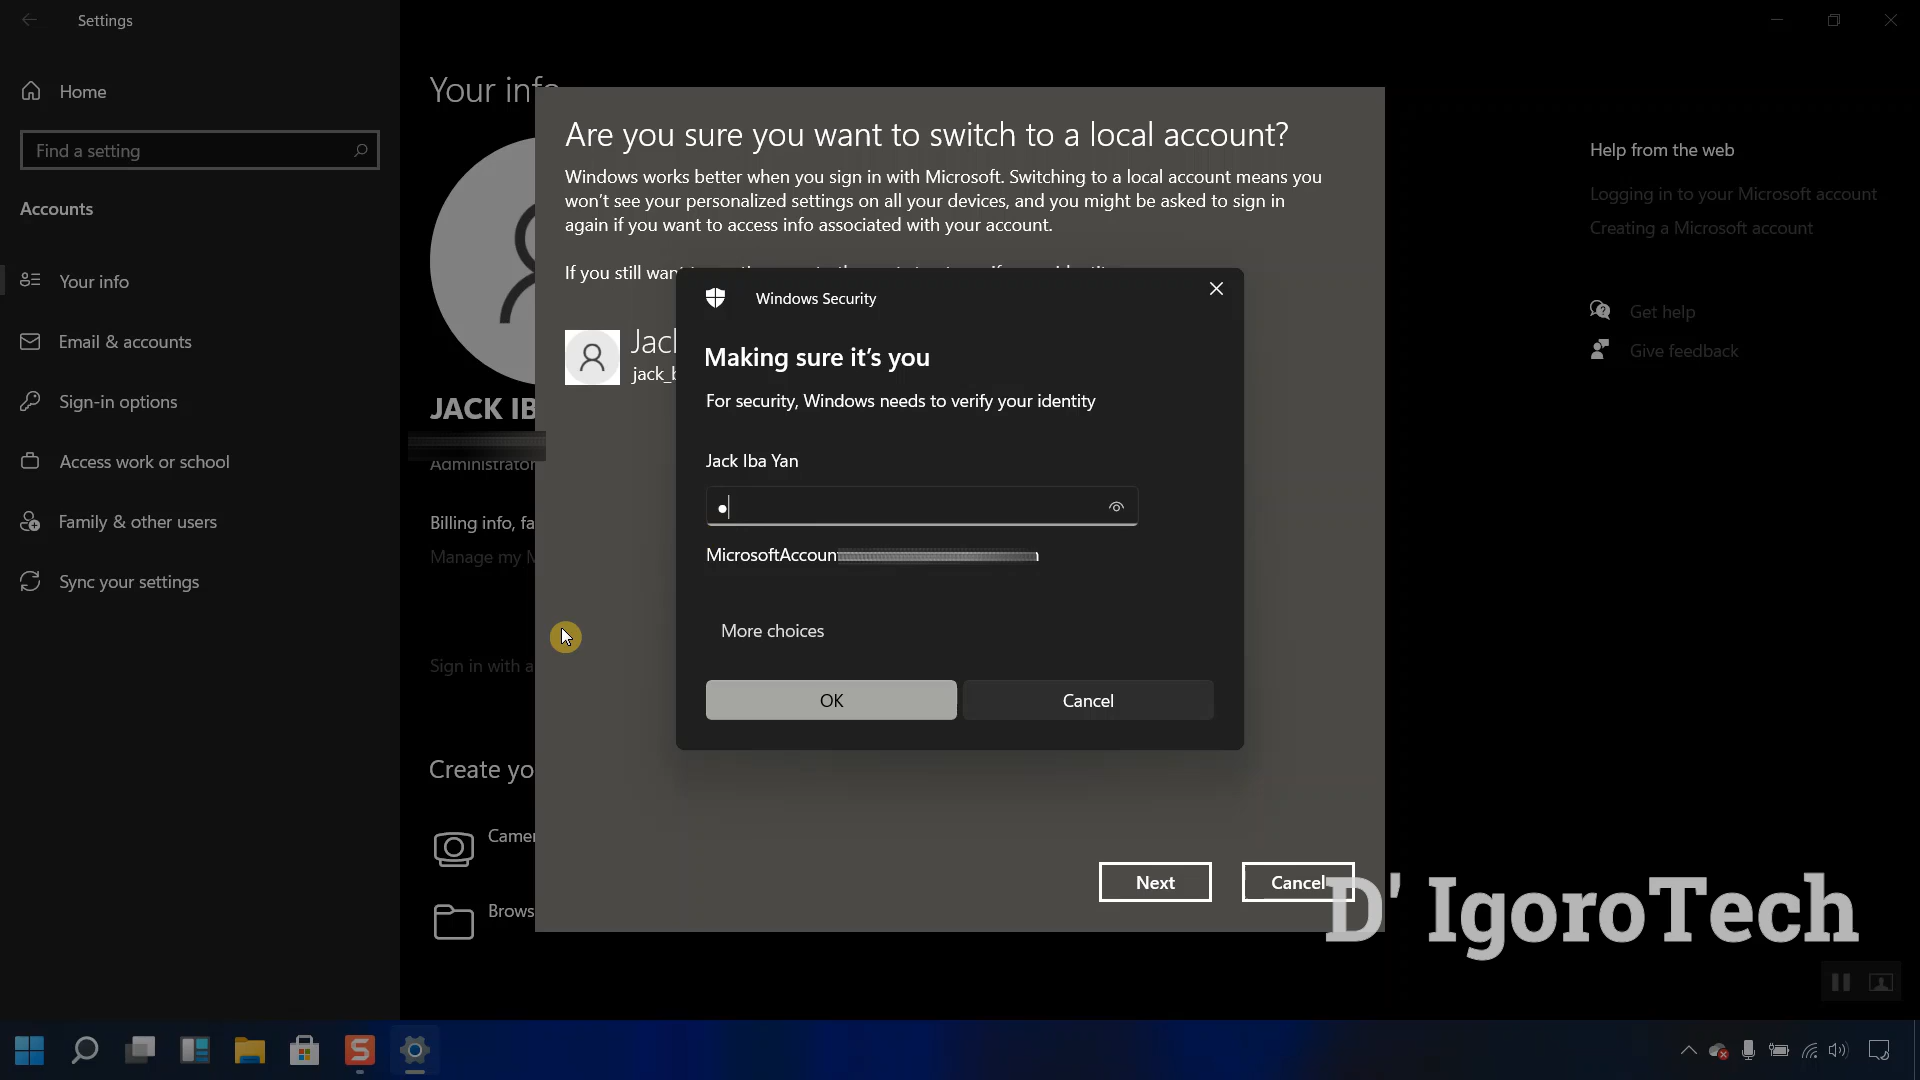 Settings
Home
Find a setting
Accounts
Your info
Email & accounts
Sign-in options
Access work or school
Family & other users
Sync your settings
Your info
JACK IB
Administrator
Billing info, fa
Manage my M
Sign in with a
Create yo
Camer
Brows
Are you sure you want to switch to a local account?
Windows works better when you sign in with Microsoft. Switching to a local account means you
won't see your personalized settings on all your devices, and you might be asked to sign in
again if you want to access info associated with your account.
If you still want
Jack
jack_b
Windows Security
Making sure it's you
For security, Windows needs to verify your identity
Jack Iba Yan
MicrosoftAccoun
More choices
OK
Cancel
Next
Cancel
Help from the web
Logging in to your Microsoft account
Creating a Microsoft account
Get help
Give feedback
D' IgoroTech